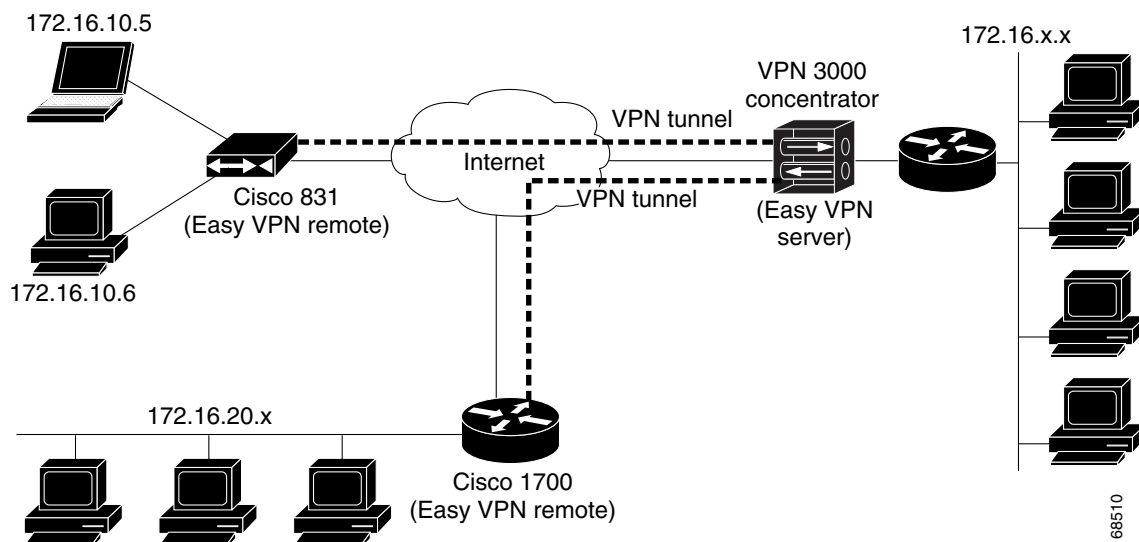 172.16.10.5
172.16.x.x
VPN 3000
concentrator
VPN tunnel
Internet
VPN tunnel
Cisco 831
(Easy VPN remote)
(Easy VPN
server)
172.16.10.6
172.16.20.x
Cisco 1700
(Easy VPN remote)
68510